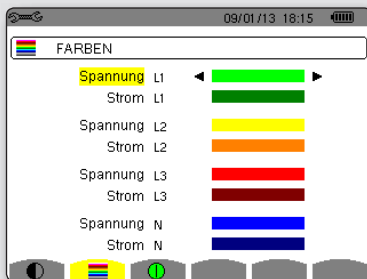 09/01/13 18:15
FARBEN
Spannung L1
Strom L1
Spannung L2
Strom L2
Spannung L3
Strom L3
Spannung N
Strom N